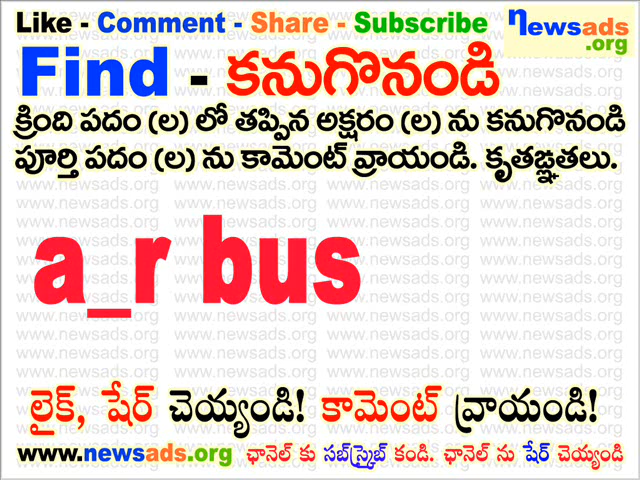 Like - Comment - Share - Subscribe
newsads
.org
Find - కనుగొనండి
క్రింది పదం (ల) లో తప్పిన అక్షరం (ల) ను కనుగొనండి
పూర్తి పదం (ల) ను కామెంట్ వ్రాయండి. కృతజ్ఞతలు.
a_r bus
లైక్, షేర్ చెయ్యండి! కామెంట్ వ్రాయండి!
www.newsads.org ఛానెల్ కు సబ్‌స్క్రైబ్ కండి. ఛానెల్ ను షేర్ చెయ్యండి